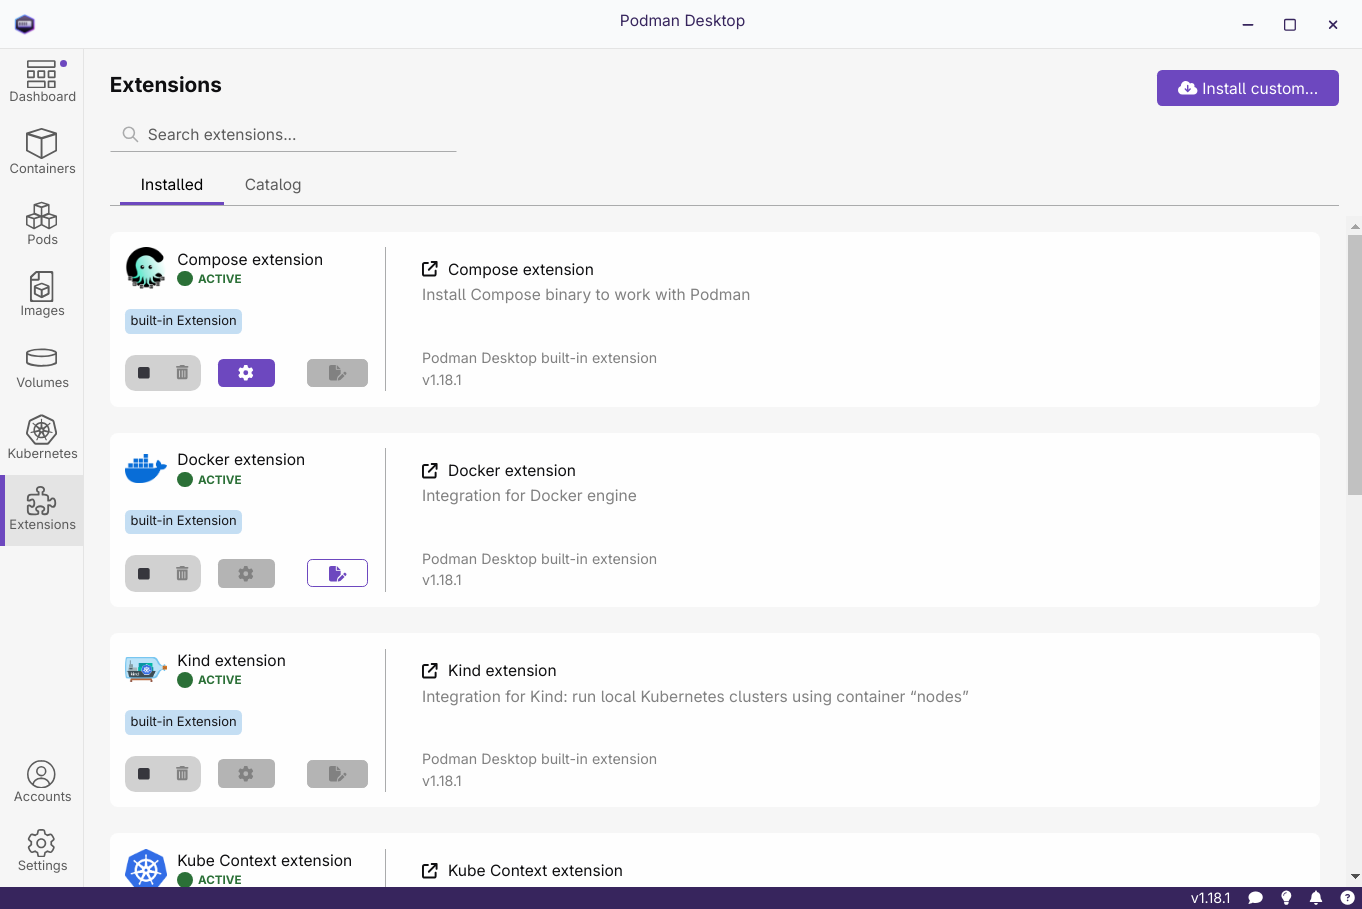 Podman Desktop
Dashboard
Containers
Pods
Images
Volumes
Kubernetes
Extensions
Accounts
Settings
Extensions
Install custom...
Search extensions...
Installed
Catalog
Compose extension
ACTIVE
built-in Extension
Compose extension
Install Compose binary to work with Podman
Podman Desktop built-in extension
v1.18.1
Docker extension
ACTIVE
built-in Extension
Docker extension
Integration for Docker engine
Podman Desktop built-in extension
v1.18.1
Kind extension
ACTIVE
built-in Extension
Kind extension
Integration for Kind: run local Kubernetes clusters using container “nodes”
Podman Desktop built-in extension
v1.18.1
Kube Context extension
ACTIVE
Kube Context extension
v1.18.1